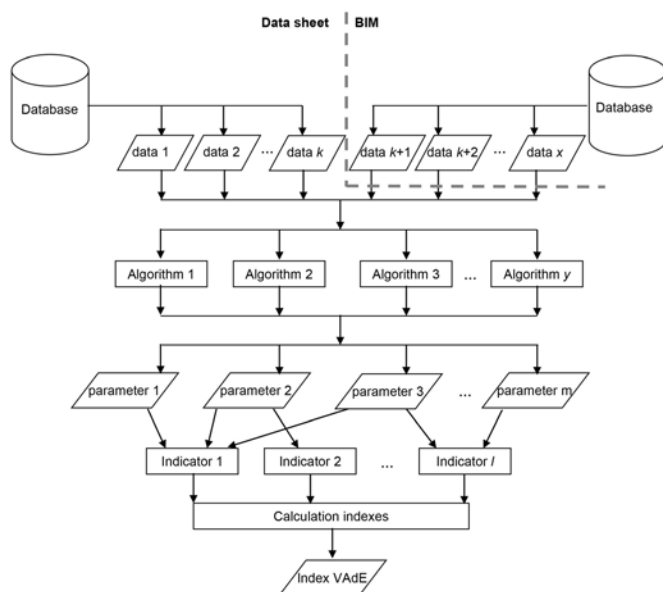 Data sheet BIM
Database
Database
data 1 data 2 ... data k data k+1 data k+2 ... data x
Algorithm 1 Algorithm 2 Algorithm 3 ... Algorithm y
parameter 1 parameter 2 parameter 3 ... parameter m
Indicator 1 Indicator 2 ... Indicator l
Calculation indexes
Index VAdE